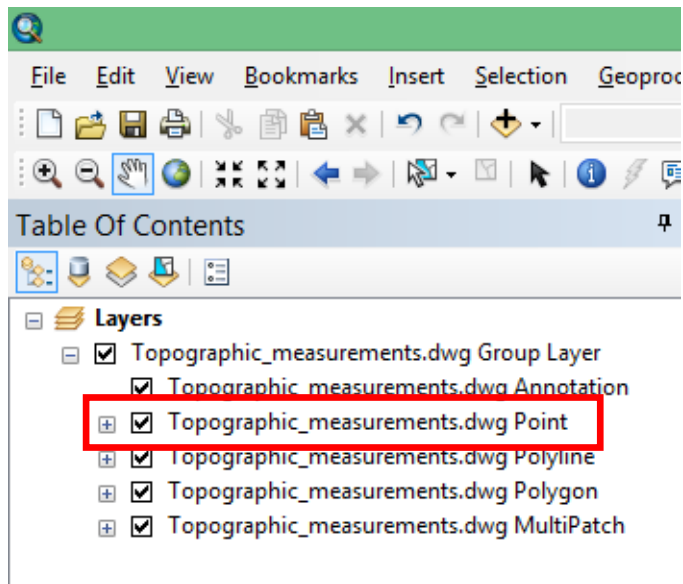 File Edit View Bookmarks Insert Selection Geoproc
Table Of Contents
Layers
Topographic_measurements.dwg Group Layer
Topographic_measurements.dwg Annotation
Topographic_measurements.dwg Point
Topographic_measurements.dwg Polyline
Topographic_measurements.dwg Polygon
Topographic_measurements.dwg MultiPatch